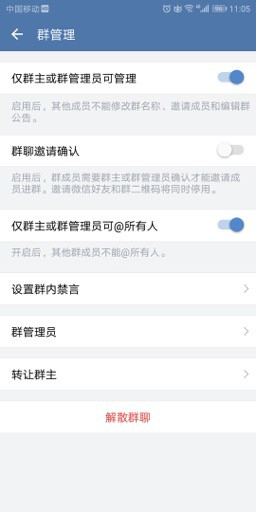 中国移动 HD 11:05
群管理
仅群主或群管理员可管理
启用后，其他成员不能修改群名称、邀请成员和编辑群
公告。
群聊邀请确认
启用后，群成员需要群主或群管理员确认才能邀请成
员进群。邀请微信好友和群二维码将同时停用。
仅群主或群管理员可@所有人
开启后，其他群成员不能@所有人。
设置群内禁言
群管理员
转让群主
解散群聊